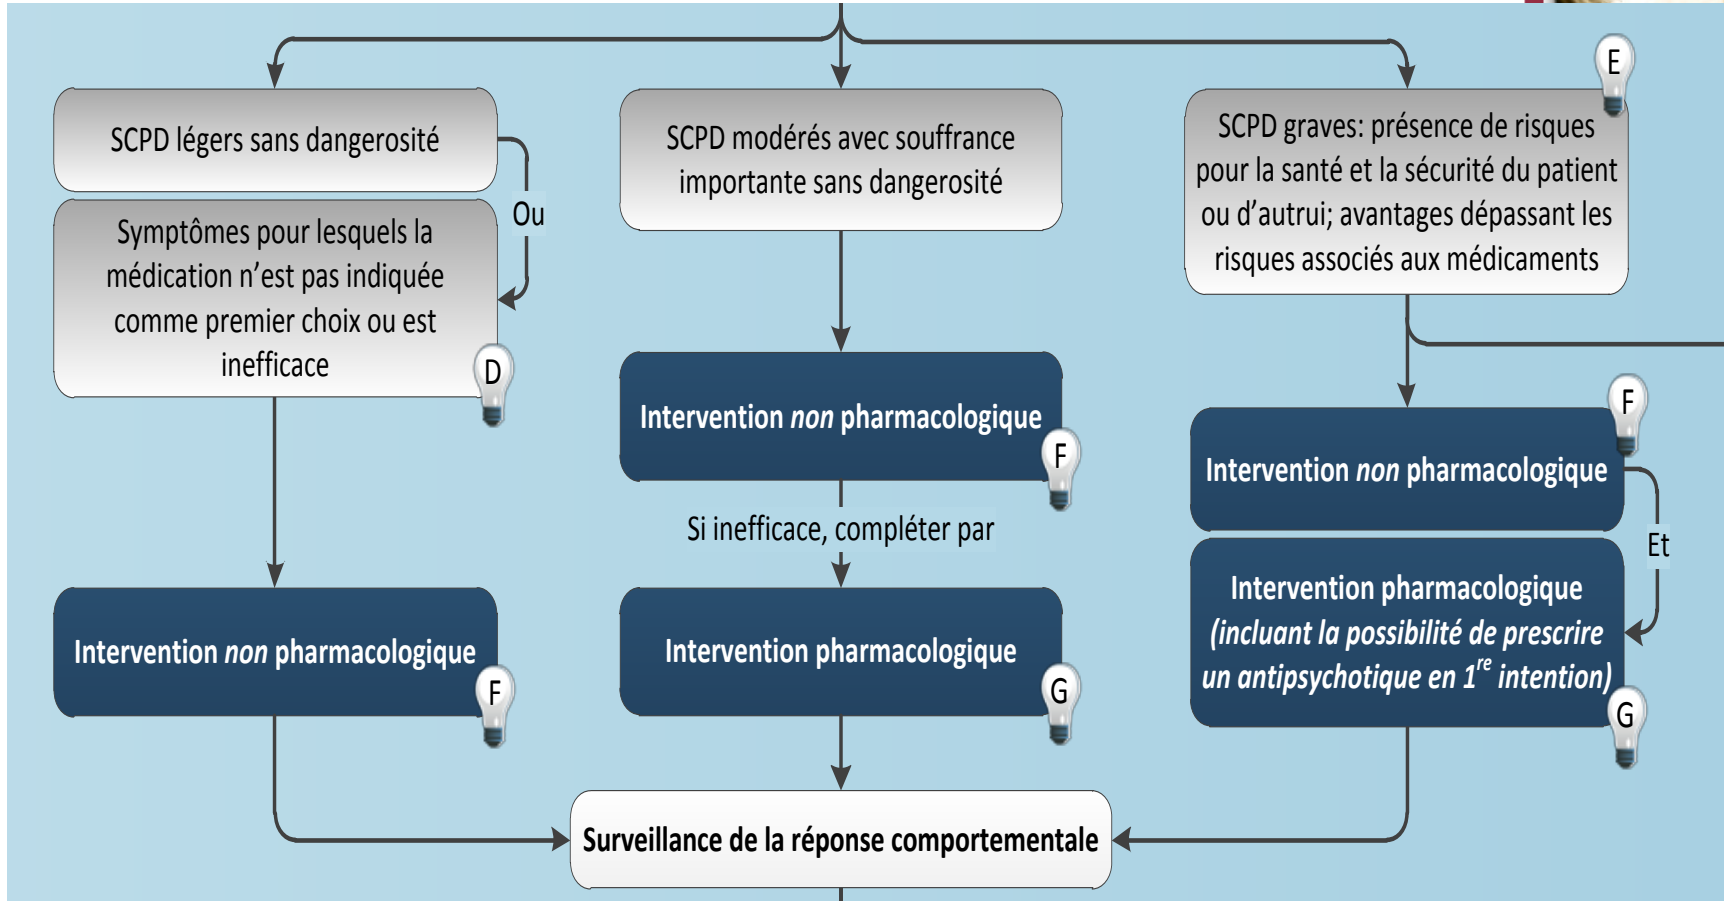 SCPD légers sans dangerosité
Ou
Symptômes pour lesquels la
médication n'est pas indiquée
comme premier choix ou est
inefficace
D
Intervention non pharmacologique
F
SCPD modérés avec souffrance
importante sans dangerosité
Intervention non pharmacologique
F
Si inefficace, compléter par
Intervention pharmacologique
G
E
SCPD graves: présence de risques
pour la santé et la sécurité du patient
ou d'autrui; avantages dépassant les
risques associés aux médicaments
F
Intervention non pharmacologique
Et
Intervention pharmacologique
(incluant la possibilité de prescrire
un antipsychotique en 1re intention)
G
Surveillance de la réponse comportementale